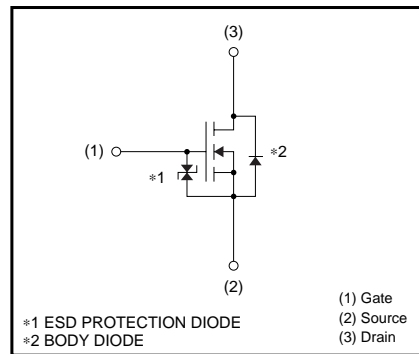 (3)
(1)
*2
*1
(2)
*1 ESD PROTECTION DIODE
*2 BODY DIODE
(1) Gate
(2) Source
(3) Drain